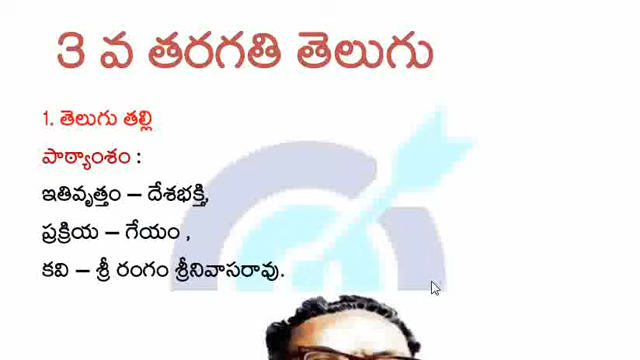 3 వ తరగతి తెలుగు
1. తెలుగు తల్లి
పాఠ్యాంశం :
ఇతివృత్తం – దేశభక్తి,
ప్రక్రియ – గేయం ,
కవి – శ్రీ రంగం శ్రీనివాసరావు.